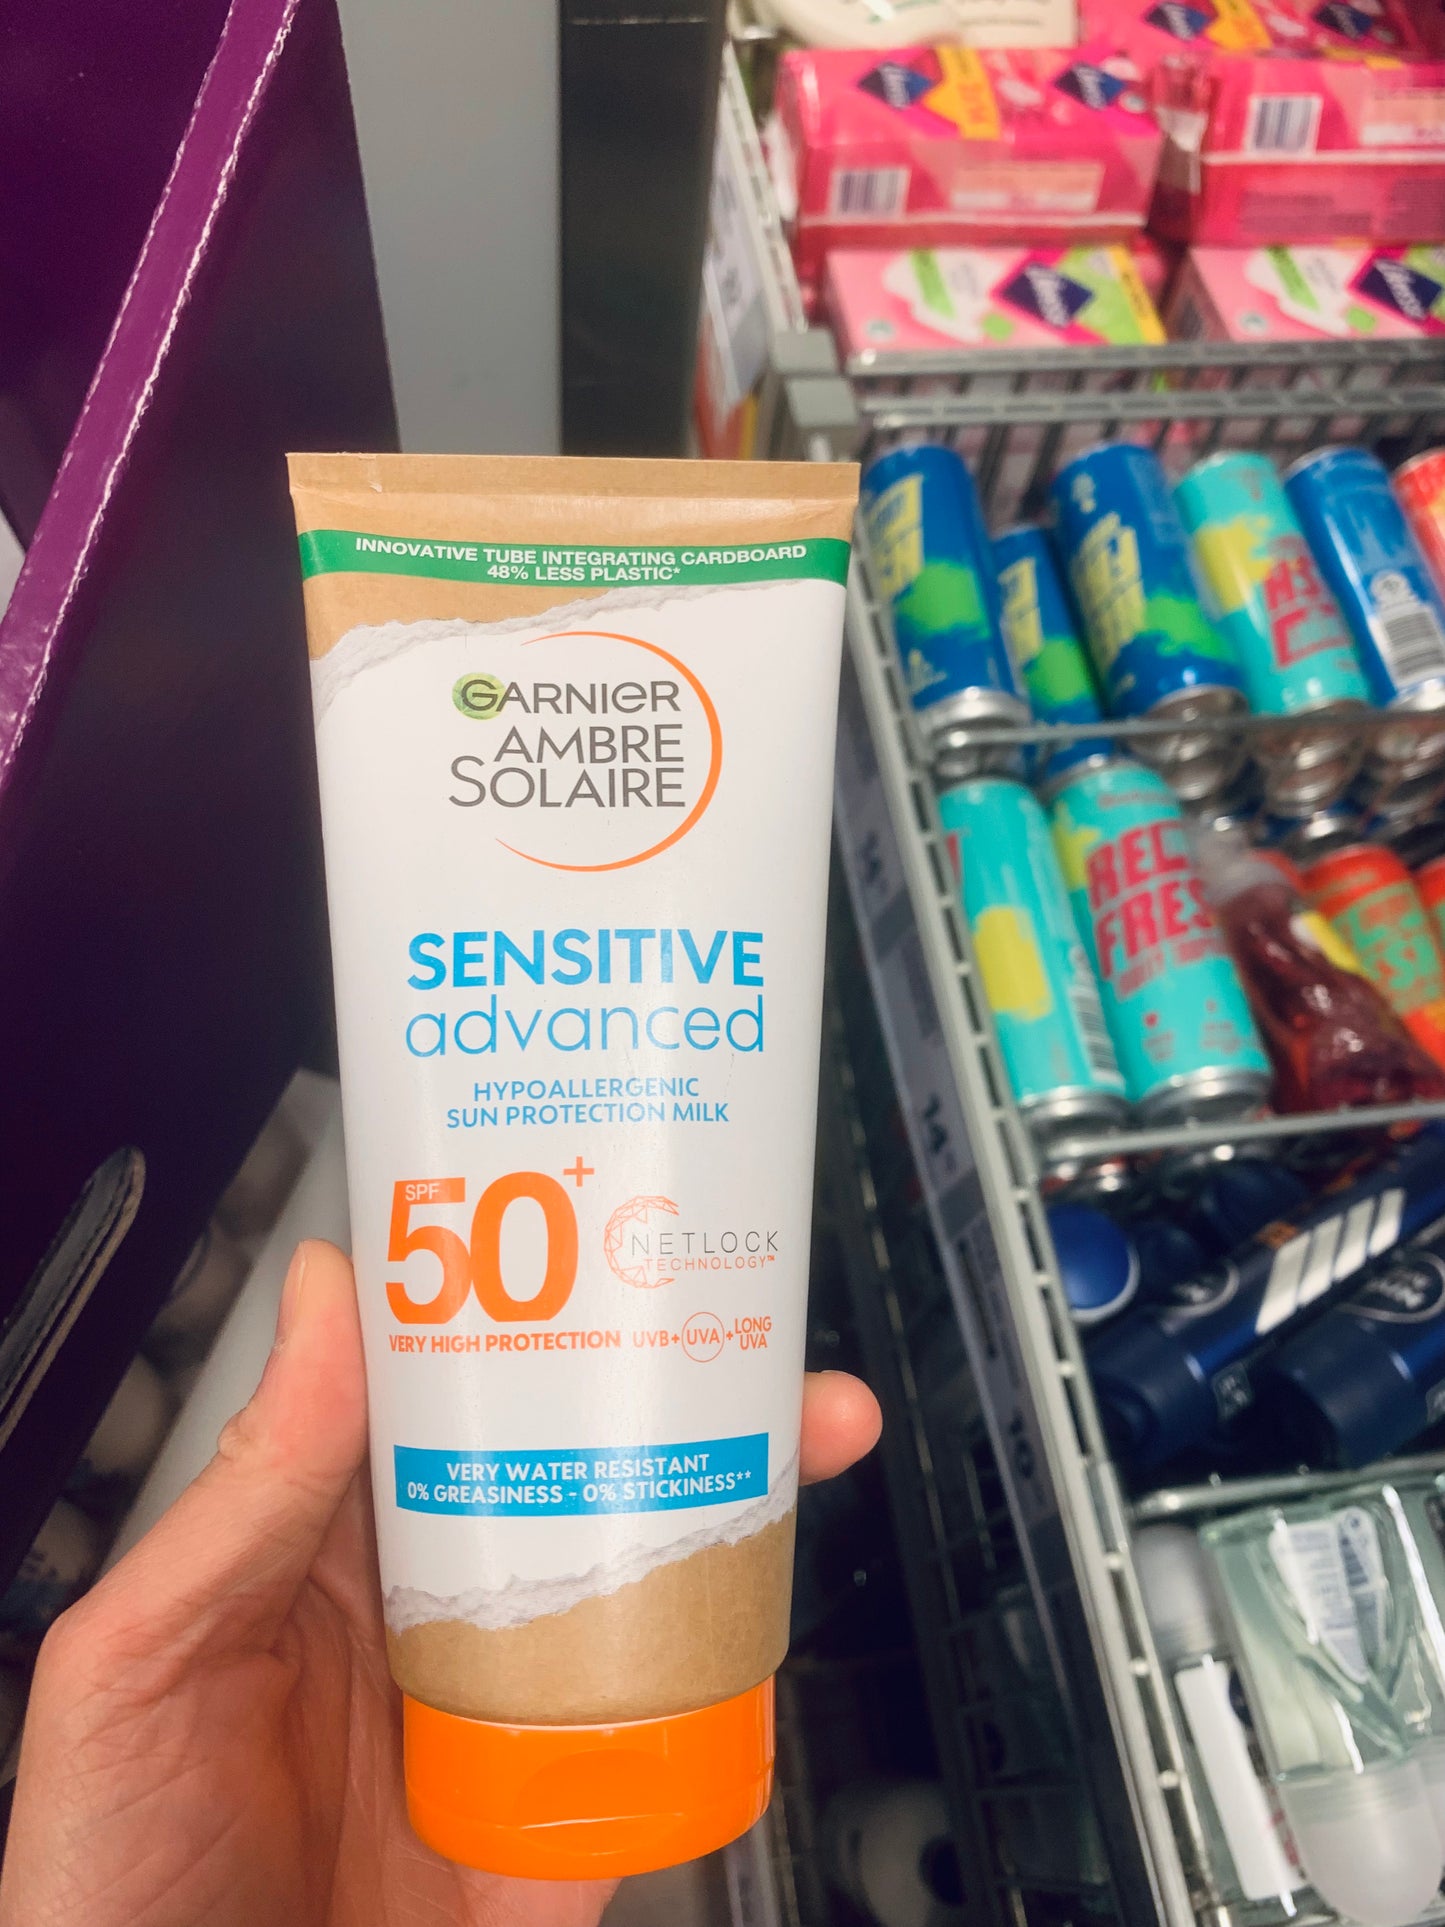 INNOVATIVE TUBE INTEGRATING CARDBOARD
48% LESS PLASTIC*
GARNIER
AMBRE
SOLAIRE
SENSITIVE
advanced
HYPOALLERGENIC
SUN PROTECTION MILK
SPF
50+
NETLOCK
TECHNOLOGY™
VERY HIGH PROTECTION UVB+ UVA + LONG UVA
VERY WATER RESISTANT
0% GREASINESS - 0% STICKINESS**